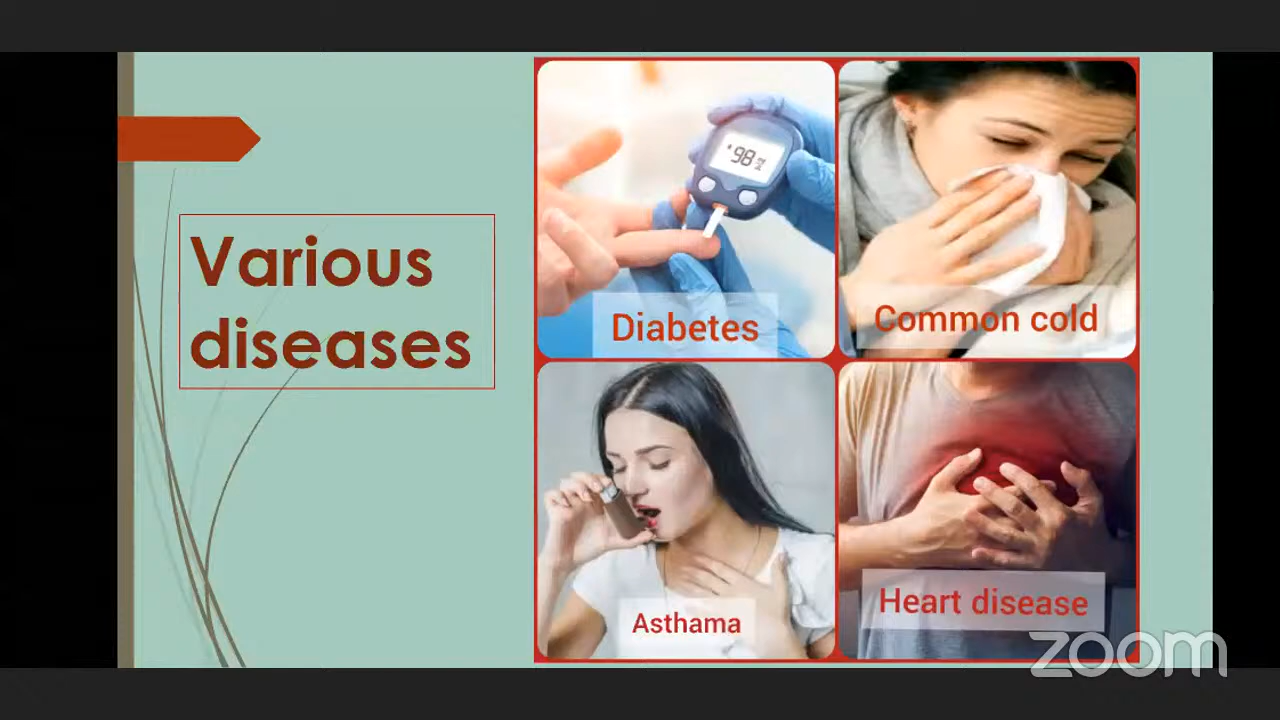 Various
diseases
98
Diabetes
Common cold
Asthama
Heart disease
zoom